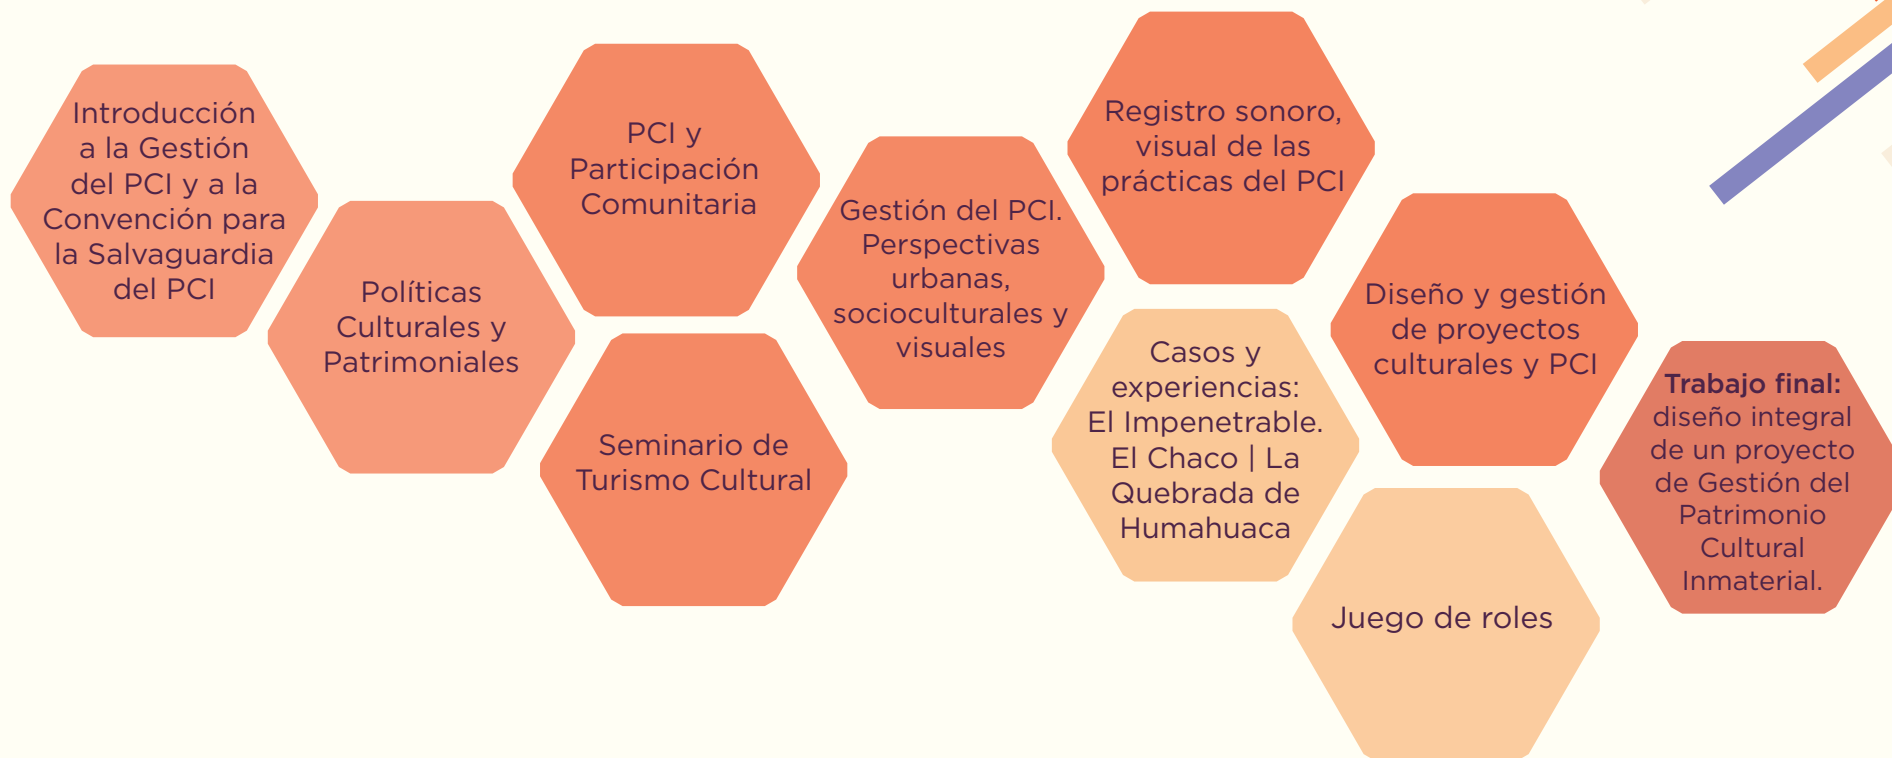 Introducción
a la Gestión
del PCI y a la
Convención para
la Salvaguardia
del PCI
Políticas
Culturales y
Patrimoniales
PCI y
Participación
Comunitaria
Seminario de
Turismo Cultural
Gestión del PCI.
Perspectivas
urbanas,
socioculturales y
visuales
Registro sonoro,
visual de las
prácticas del PCI
Casos y
experiencias:
El Impenetrable.
El Chaco | La
Quebrada de
Humahuaca
Diseño y gestión
de proyectos
culturales y PCI
Juego de roles
Trabajo final:
diseño integral
de un proyecto
de Gestión del
Patrimonio
Cultural
Inmaterial.